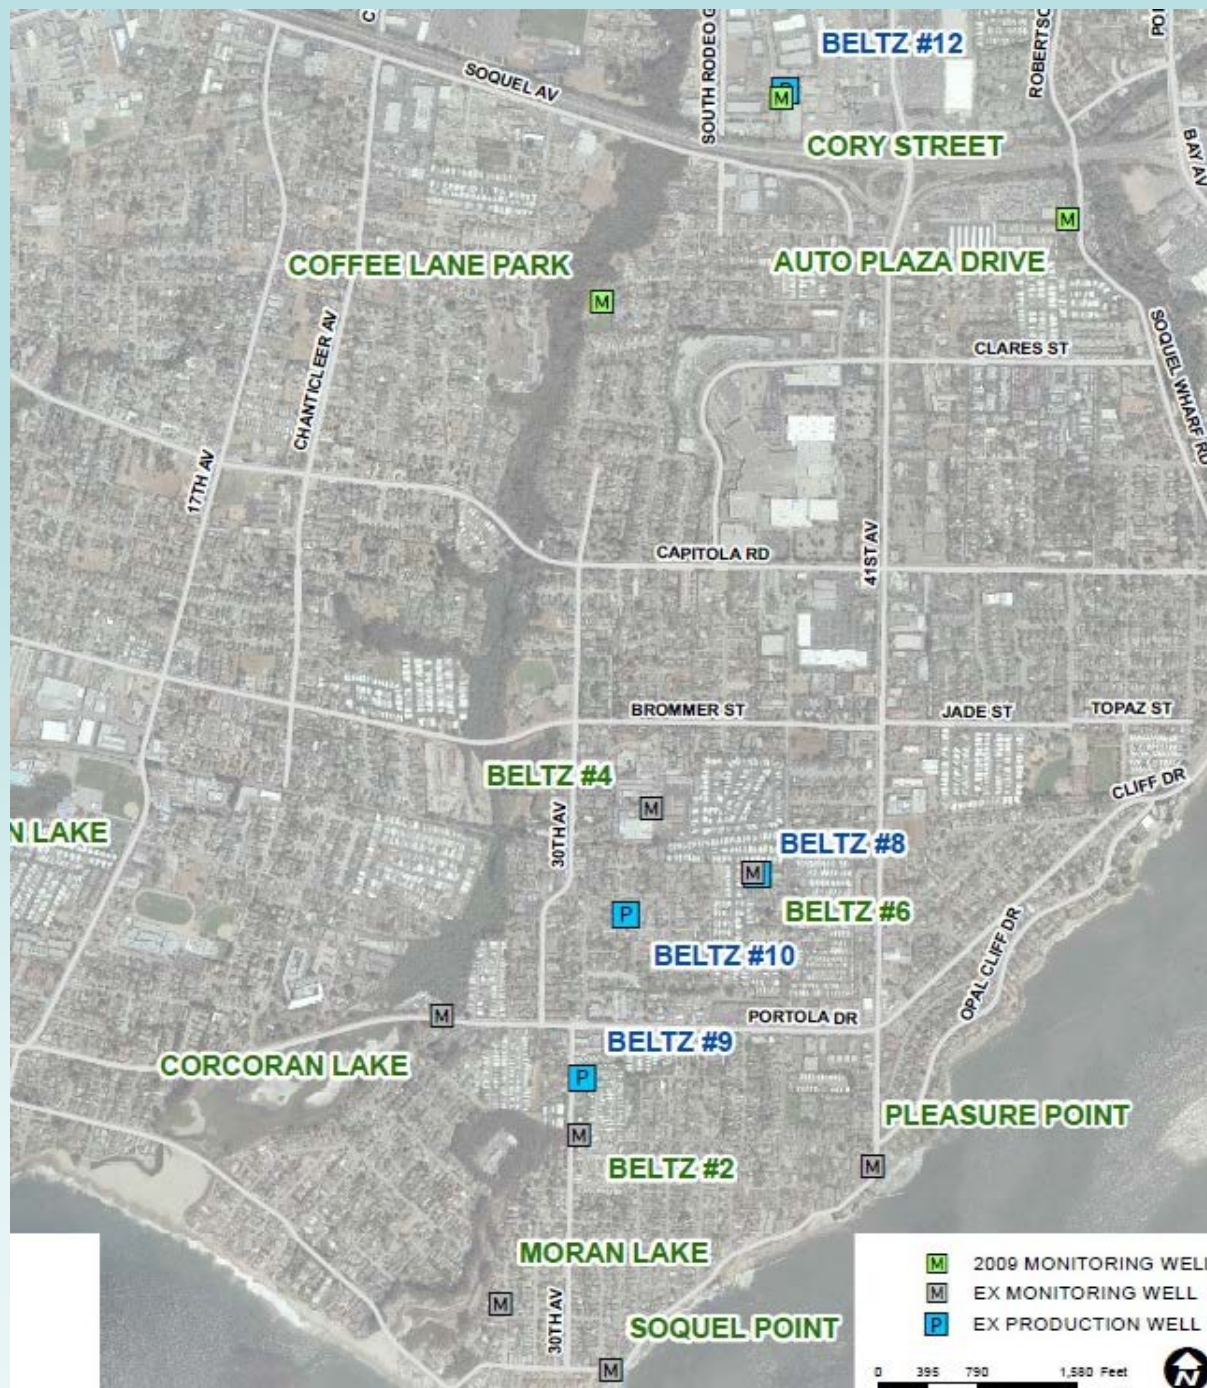 C
SOUTH RODEO G
BELTZ #12
ROBERTSO
POR
SOQUEL AV
P
M
CORY STREET
BAY AV
M
COFFEE LANE PARK
AUTO PLAZA DRIVE
M
CHANTICLEER AV
CLARES ST
SOQUEL WHARF RD
17TH AV
CAPITOLA RD
41ST AV
BROMMER ST
JADE ST
TOPAZ ST
BELTZ #4
CLIFF DR
M
N LAKE
30TH AV
BELTZ #8
M
P
BELTZ #6
BELTZ #10
OPAL CLIFF DR
M
PORTOLA DR
CORCORAN LAKE
BELTZ #9
P
PLEASURE POINT
M
BELTZ #2
M
MORAN LAKE
M
30TH AV
SOQUEL POINT
M
M 2009 MONITORING WELL
M EX MONITORING WELL
P EX PRODUCTION WELL
0 395 790 1,580 Feet
N